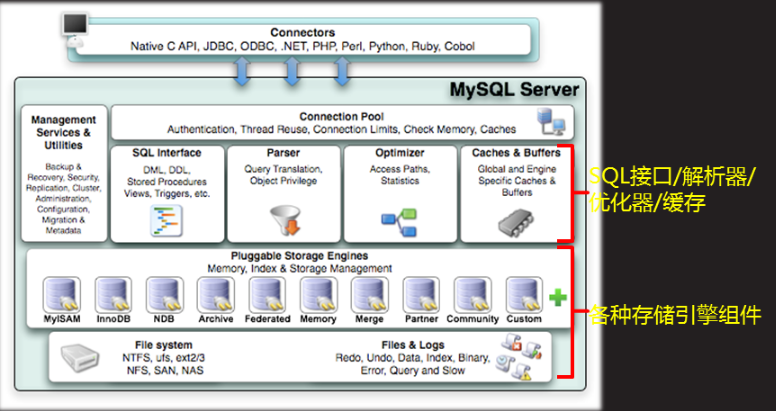 Connectors
Native C API, JDBC, ODBC, .NET, PHP, Perl, Python, Ruby, Cobol
MySQL Server
Management
Services &
Utilities
Backup &
Recovery, Security,
Replication, Cluster,
Administration,
Configuration,
Migration &
Metadata
Connection Pool
Authentication, Thread Reuse, Connection Limits, Check Memory, Caches
SQL Interface
DML, DDL,
Stored Procedures
Views, Triggers, etc.
Parser
Query Translation,
Object Privilege
Optimizer
Access Paths,
Statistics
Caches & Buffers
Global and Engine
Specific Caches &
Buffers
SQL接口/解析器/
优化器/缓存
Pluggable Storage Engines
Memory, Index & Storage Management
MyISAM
InnoDB
NDB
Archive
Federated
Memory
Merge
Partner
Community
Custom
各种存储引擎组件
File system
NTFS, ufs, ext2/3
NFS, SAN, NAS
Files & Logs
Redo, Undo, Data, Index, Binary,
Error, Query and Slow